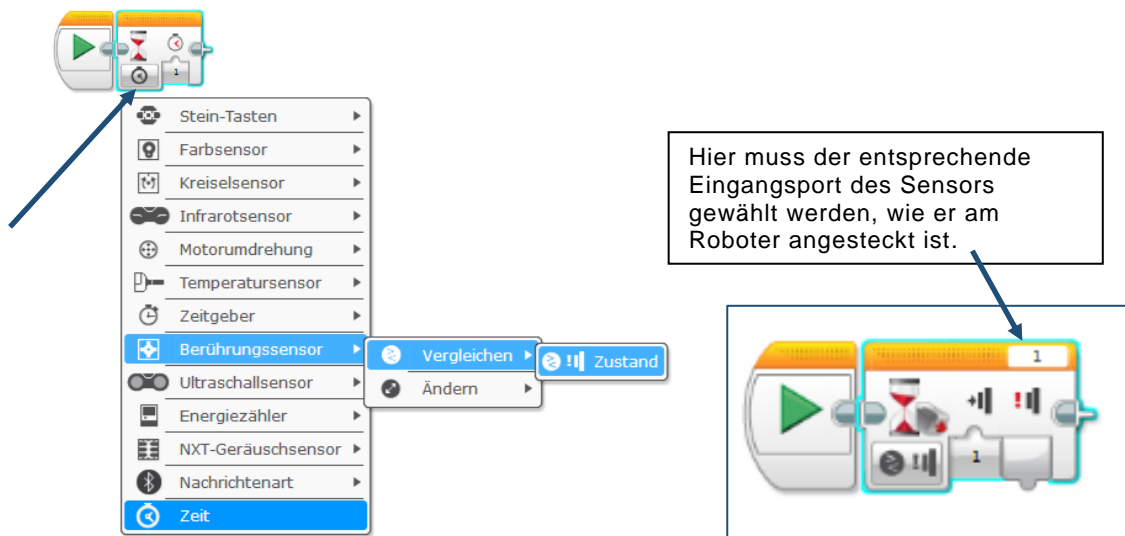 1
Stein-Tasten
Farbsensor
Kreiselsensor
Infrarotsensor
Motorumdrehung
Temperatursensor
Zeitgeber
Berührungssensor
Vergleichen
Zustand
Ultraschallsensor
Ändern
Energiezähler
NXT-Geräuschsensor
Nachrichtenart
Zeit
Hier muss der entsprechende
Eingangsport des Sensors
gewählt werden, wie er am
Roboter angesteckt ist.
1
1